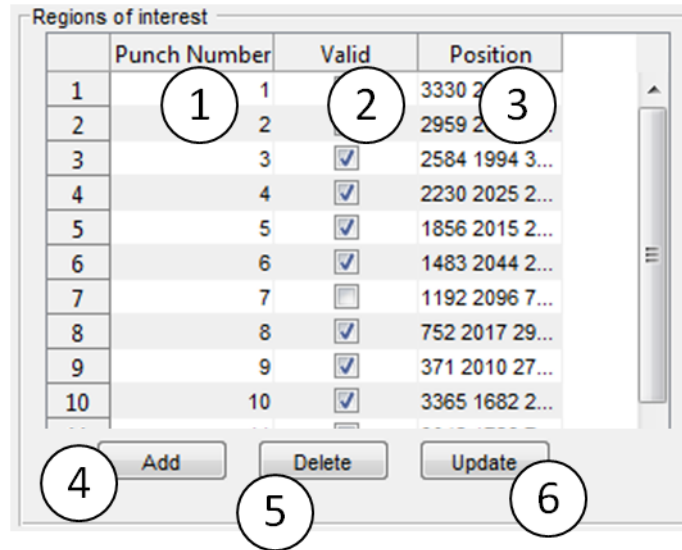 Regions of interest
Punch Number Valid Position
1 1 3330 2
2 2 2959 2
3 3 2584 1994 3...
4 4 2230 2025 2...
5 5 1856 2015 2...
6 6 1483 2044 2...
7 7 1192 2096 7...
8 8 752 2017 29...
9 9 371 2010 27...
10 10 3365 1682 2...
1 2 3
Add Delete Update
4 5 6